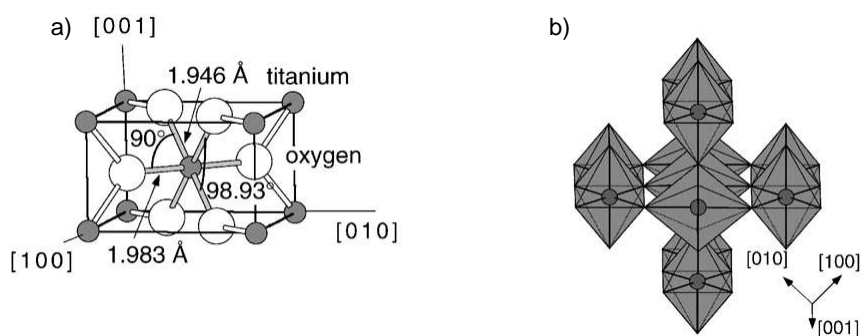 a)
[001]
1.946 Å
titanium
90°
oxygen
98.93°
[010]
[100]
1.983 Å
b)
[010]
[100]
[001]